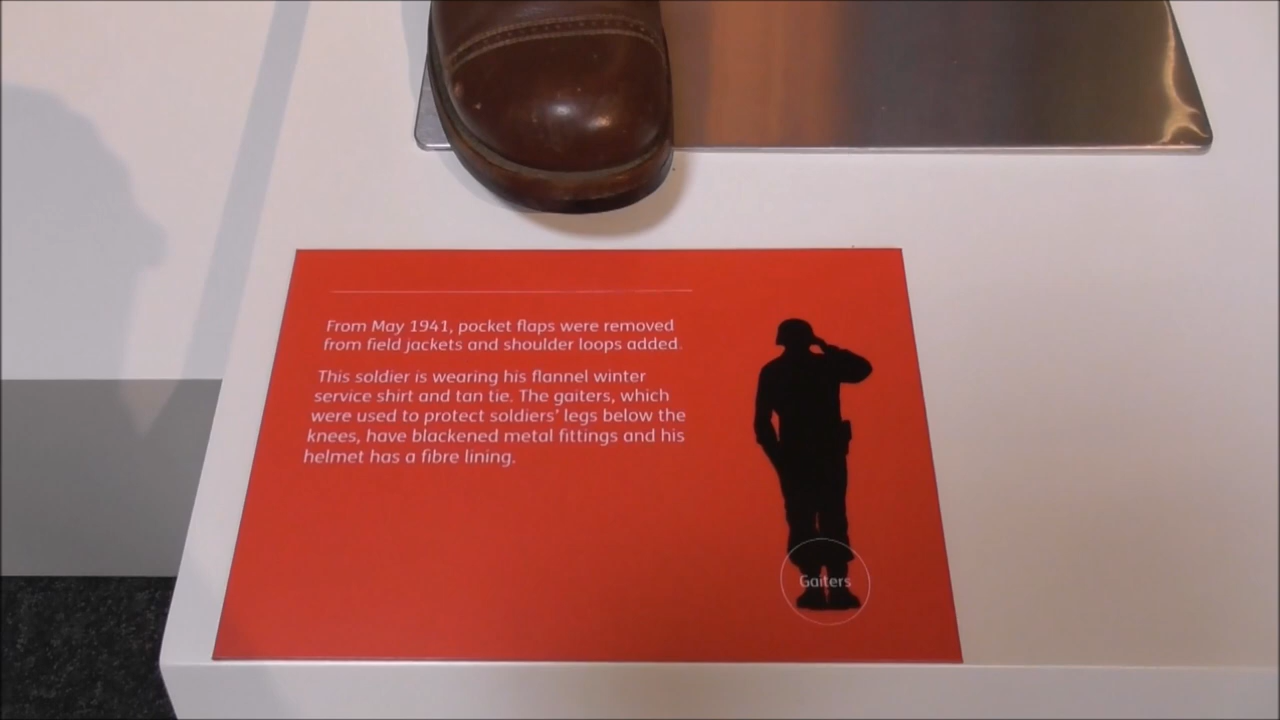 From May 1941, pocket flaps were removed
from field jackets and shoulder loops added.
This soldier is wearing his flannel winter
service shirt and tan tie. The gaiters, which
were used to protect soldiers' legs below the
knees, have blackened metal fittings and his
helmet has a fibre lining.
Gaiters